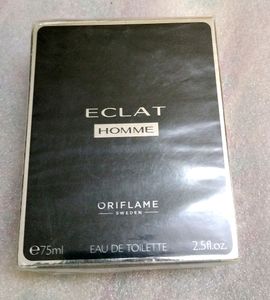 ECLAT
HOMME
ORIFLAME
SWEDEN
℮75ml EAU DE TOILETTE 2.5fl.oz.